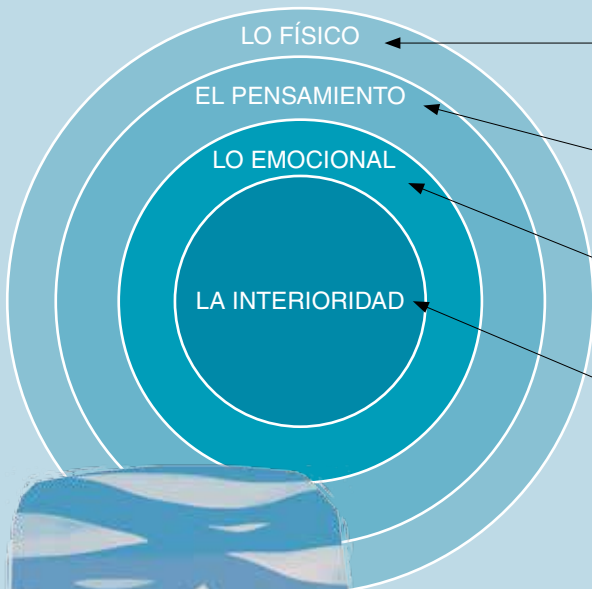 LO FÍSICO
EL PENSAMIENTO
LO EMOCIONAL
LA INTERIORIDAD